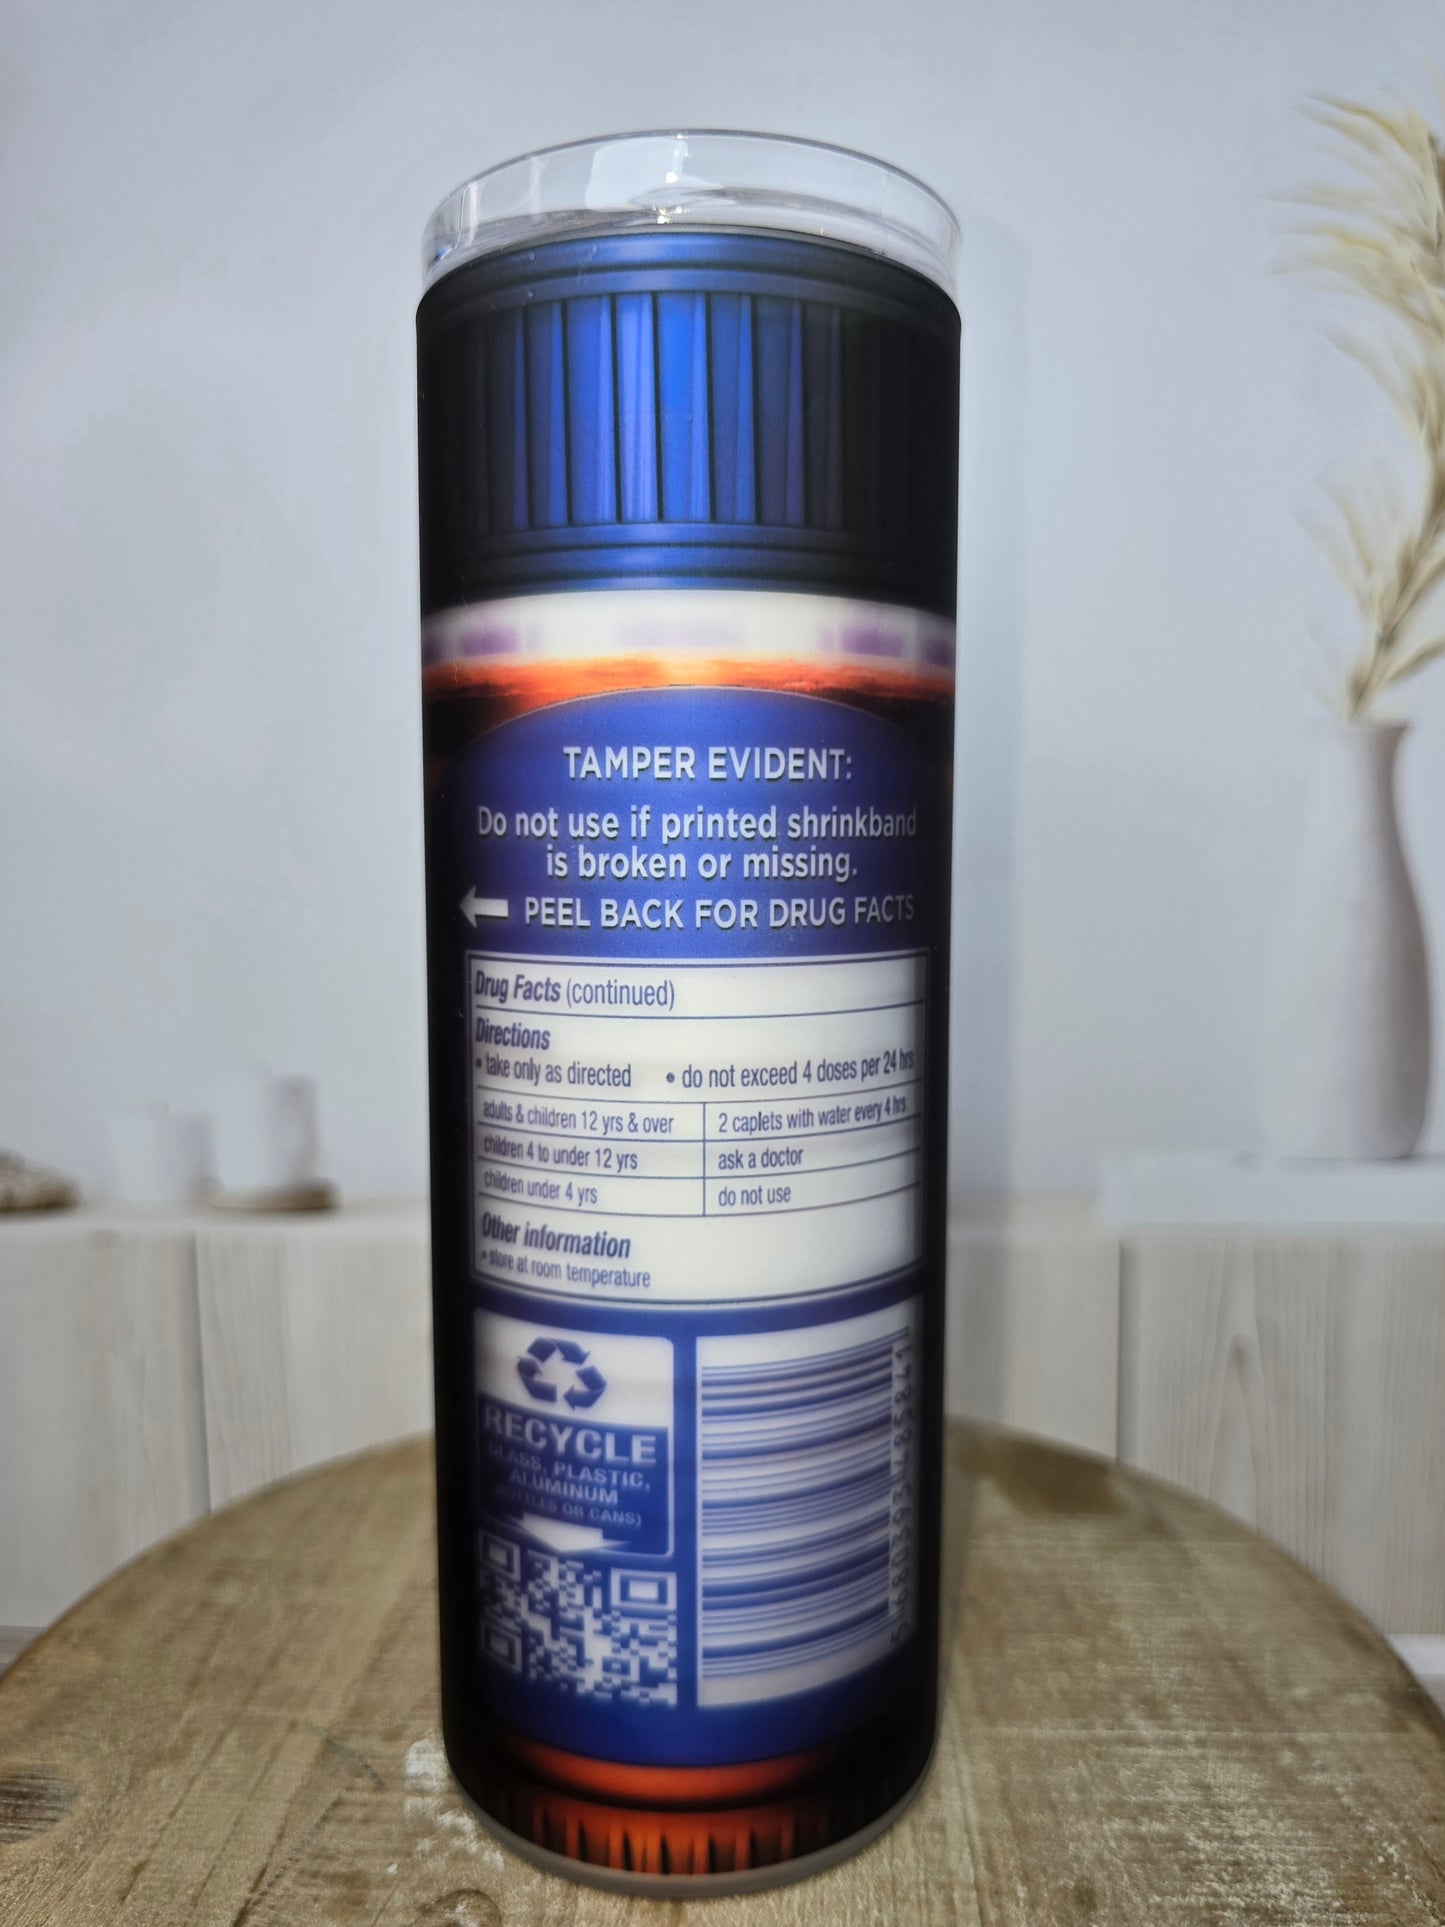 TAMPER EVIDENT:
Do not use if printed shrinkband
is broken or missing.
PEEL BACK FOR DRUG FACTS
Drug Facts (continued)
Directions
• take only as directed • do not exceed 4 doses per 24 hrs
adults & children 12 yrs & over 2 caplets with water every 4 hrs
children 4 to under 12 yrs ask a doctor
children under 4 yrs do not use
Other information
• store at room temperature
RECYCLE
GLASS, PLASTIC,
ALUMINUM
(BOTTLES OR CANS)